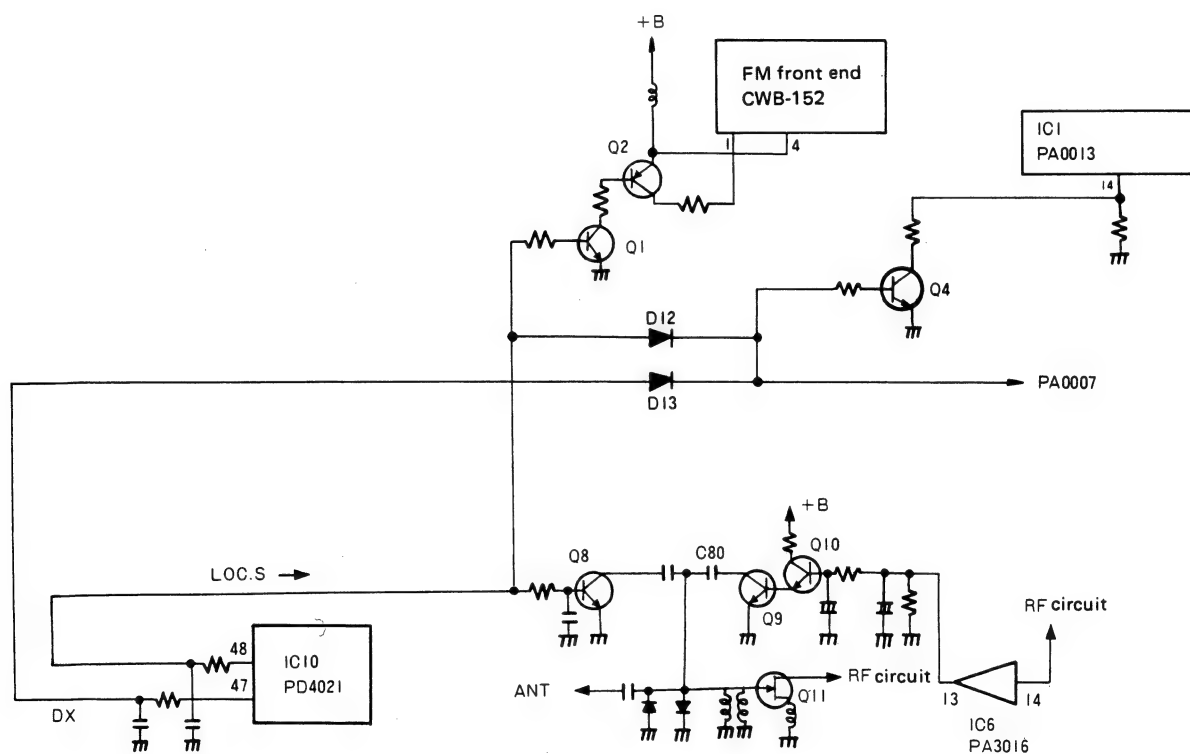 +B
FM front end
CWB-152
1
4
Q2
Q1
IC1
PA0013
14
Q4
D12
D13
PA0007
+B
Q8
C80
Q10
Q9
LOC.S
48
47
IC10
PD4021
DX
ANT
Q11
RF circuit
RF circuit
13
14
IC6
PA3016